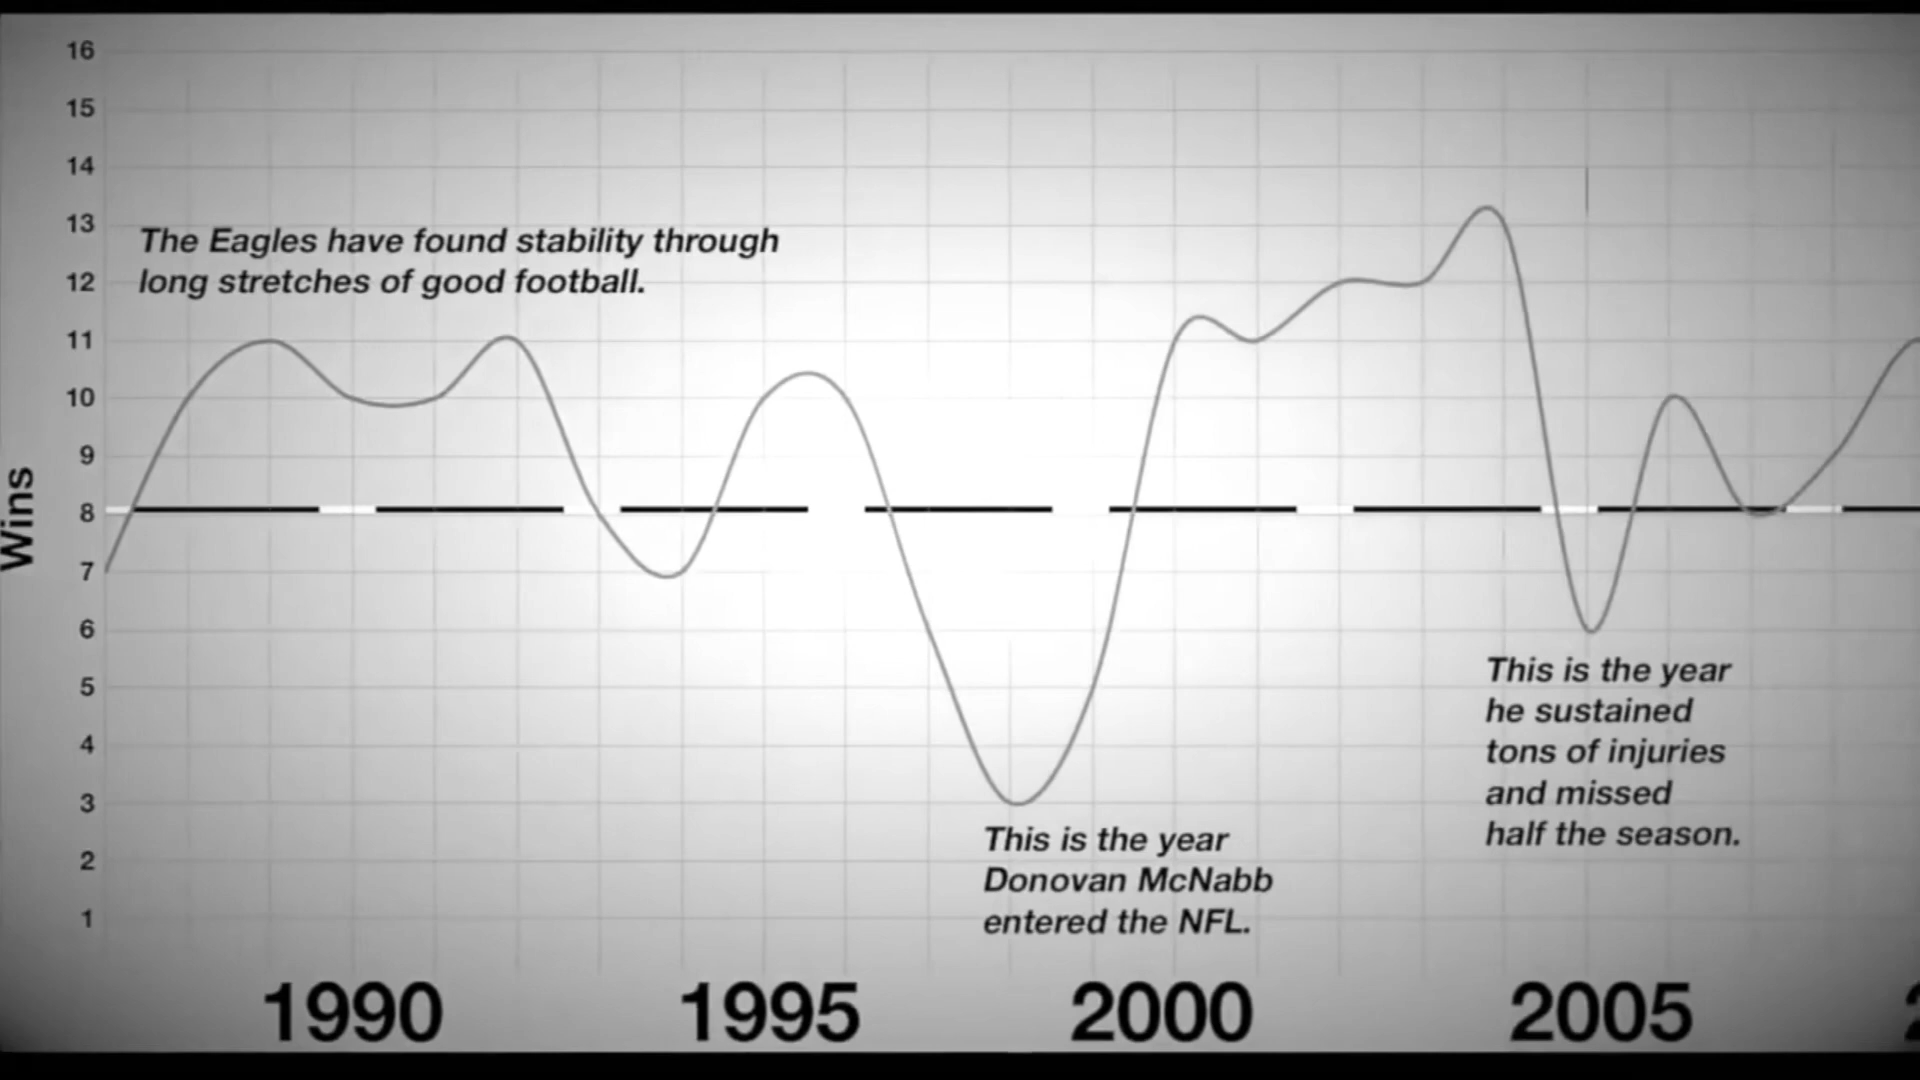 16
15
14
13
12
11
10
9
8
7
6
5
4
3
2
1
Wins
The Eagles have found stability through
long stretches of good football.
This is the year
Donovan McNabb
entered the NFL.
This is the year
he sustained
tons of injuries
and missed
half the season.
1990
1995
2000
2005